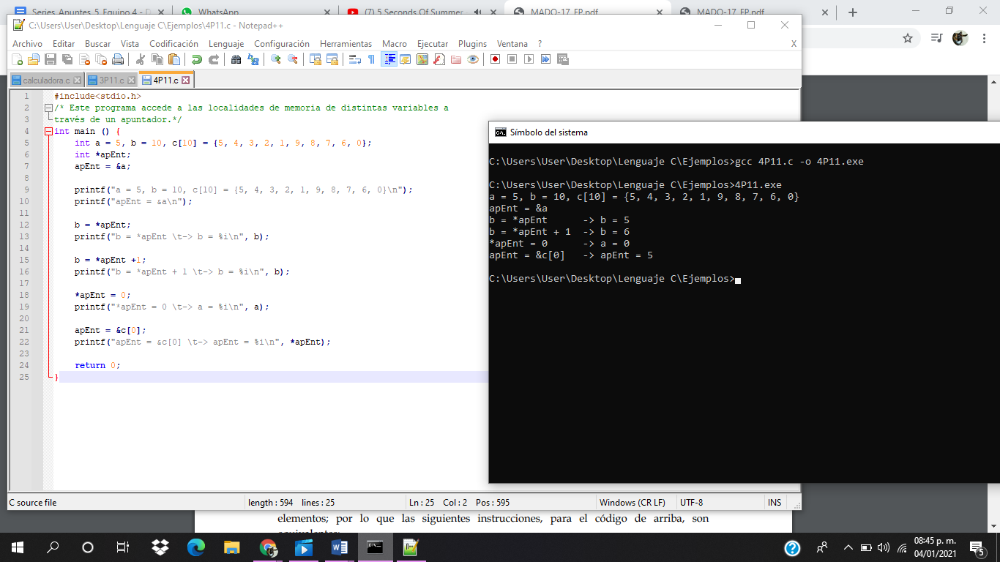 Series_Apuntes_5_Equipo 4 - D
WhatsApp
(7) 5 Seconds Of Summer
MADO-17_FP.pdf
MADO-17_FP.pdf
C:\Users\User\Desktop\Lenguaje C\Ejemplos\4P11.c - Notepad++
Archivo Editar Buscar Vista Codificación Lenguaje Configuración Herramientas Macro Ejecutar Plugins Ventana ? X
calculadora.c 3P11.c 4P11.c
1 #include<stdio.h>
2 /* Este programa accede a las localidades de memoria de distintas variables a
3 través de un apuntador.*/
4 int main () {
5 int a = 5, b = 10, c[10] = {5, 4, 3, 2, 1, 9, 8, 7, 6, 0};
6 int *apEnt;
7 apEnt = &a;
8
9 printf("a = 5, b = 10, c[10] = {5, 4, 3, 2, 1, 9, 8, 7, 6, 0}\n");
10 printf("apEnt = &a\n");
11
12 b = *apEnt;
13 printf("b = *apEnt \t-> b = %i\n", b);
14
15 b = *apEnt +1;
16 printf("b = *apEnt + 1 \t-> b = %i\n", b);
17
18 *apEnt = 0;
19 printf("*apEnt = 0 \t-> a = %i\n", a);
20
21 apEnt = &c[0];
22 printf("apEnt = &c[0] \t-> apEnt = %i\n", *apEnt);
23
24 return 0;
25 }
Símbolo del sistema
C:\Users\User\Desktop\Lenguaje C\Ejemplos>gcc 4P11.c -o 4P11.exe
C:\Users\User\Desktop\Lenguaje C\Ejemplos>4P11.exe
a = 5, b = 10, c[10] = {5, 4, 3, 2, 1, 9, 8, 7, 6, 0}
apEnt = &a
b = *apEnt -> b = 5
b = *apEnt + 1 -> b = 6
*apEnt = 0 -> a = 0
apEnt = &c[0] -> apEnt = 5
C:\Users\User\Desktop\Lenguaje C\Ejemplos>
C source file length : 594 lines : 25 Ln : 25 Col : 2 Pos : 595 Windows (CR LF) UTF-8 INS
elementos; por lo que las siguientes instrucciones, para el código de arriba, son
08:45 p. m.
04/01/2021
5